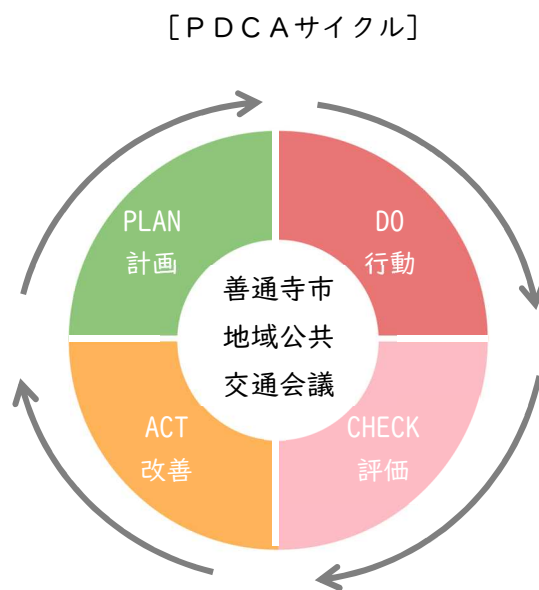 ［ＰＤＣＡサイクル］
PLAN
計画
DO
行動
善通寺市
地域公共
交通会議
ACT
改善
CHECK
評価